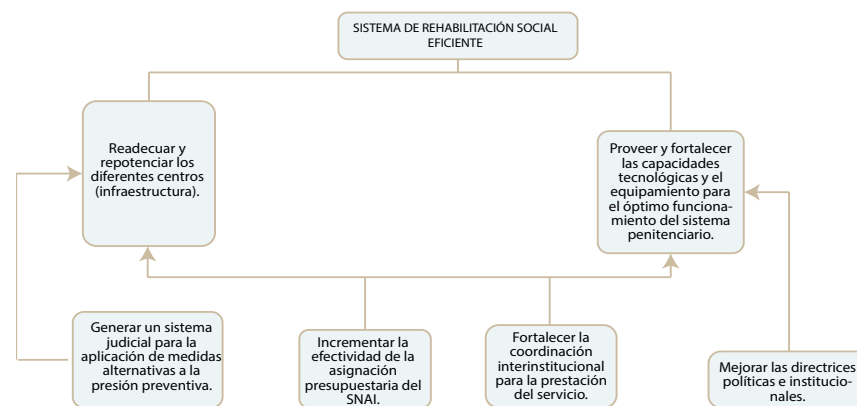 SISTEMA DE REHABILITACIÓN SOCIAL
EFICIENTE
Readecuar y
repotenciar los
diferentes centros
(infraestructura).
Proveer y fortalecer
las capacidades
tecnológicas y el
equipamiento para
el óptimo funciona-
miento del sistema
penitenciario.
Generar un sistema
judicial para la
aplicación de medidas
alternativas a la
presión preventiva.
Incrementar la
efectividad de la
asignación
presupuestaria del
SNAI.
Fortalecer la
coordinación
interinstitucional
para la prestación
del servicio.
Mejorar las directrices
políticas e institucio-
nales.